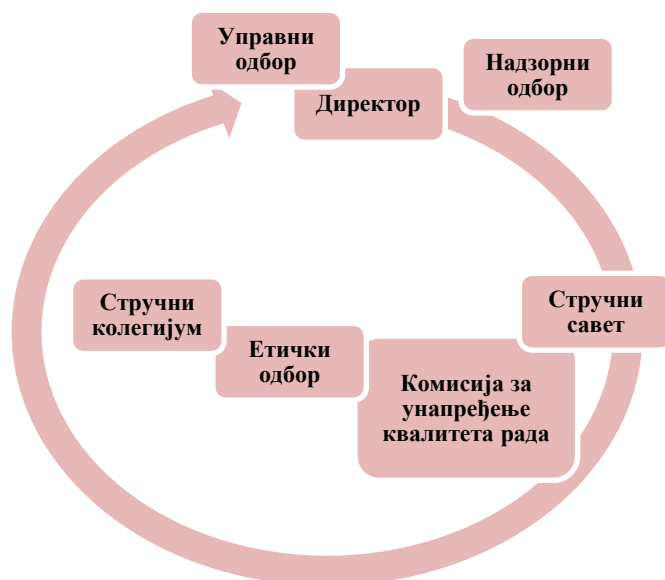 Управни
одбор
Директор
Надзорни
одбор
Стручни
савет
Комисија за
унапређење
квалитета рада
Етички
одбор
Стручни
колегијум